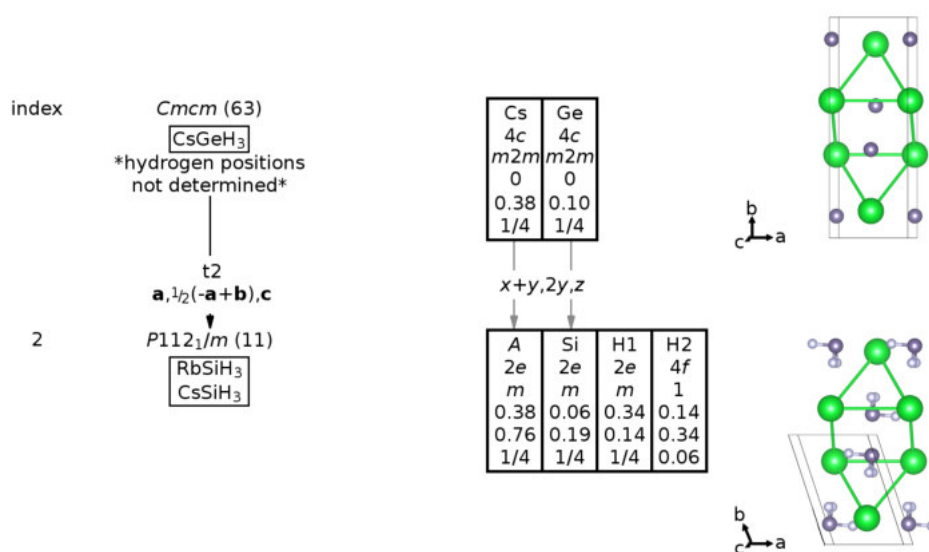 index
Cmcm (63)
CsGeH₃
*hydrogen positions
not determined*
Cs Ge
4c 4c
m2m m2m
0 0
0.38 0.10
1/4 1/4
b
c a
t2
a,½(-a+b),c
x+y,2y,z
2
P112₁/m (11)
RbSiH₃
CsSiH₃
A Si H1 H2
2e 2e 2e 4f
m m m 1
0.38 0.06 0.34 0.14
0.76 0.19 0.14 0.34
1/4 1/4 1/4 0.06
b
c a